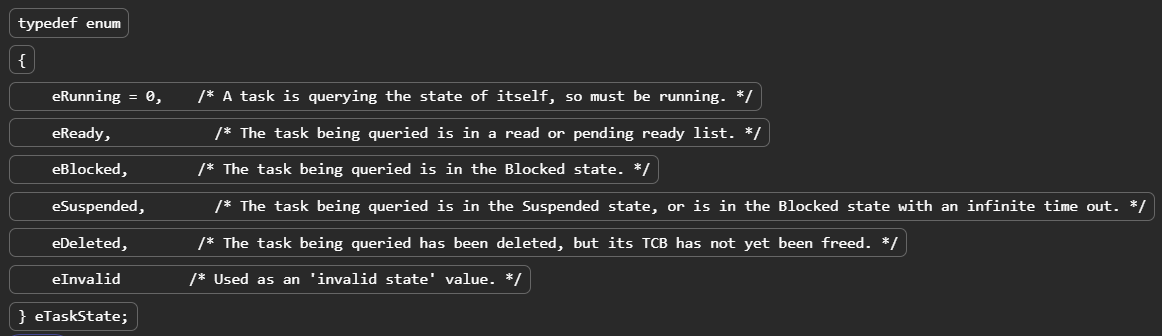 typedef enum
{
eRunning = 0, /* A task is querying the state of itself, so must be running. */
eReady, /* The task being queried is in a read or pending ready list. */
eBlocked, /* The task being queried is in the Blocked state. */
eSuspended, /* The task being queried is in the Suspended state, or is in the Blocked state with an infinite time out. */
eDeleted, /* The task being queried has been deleted, but its TCB has not yet been freed. */
eInvalid /* Used as an 'invalid state' value. */
} eTaskState;